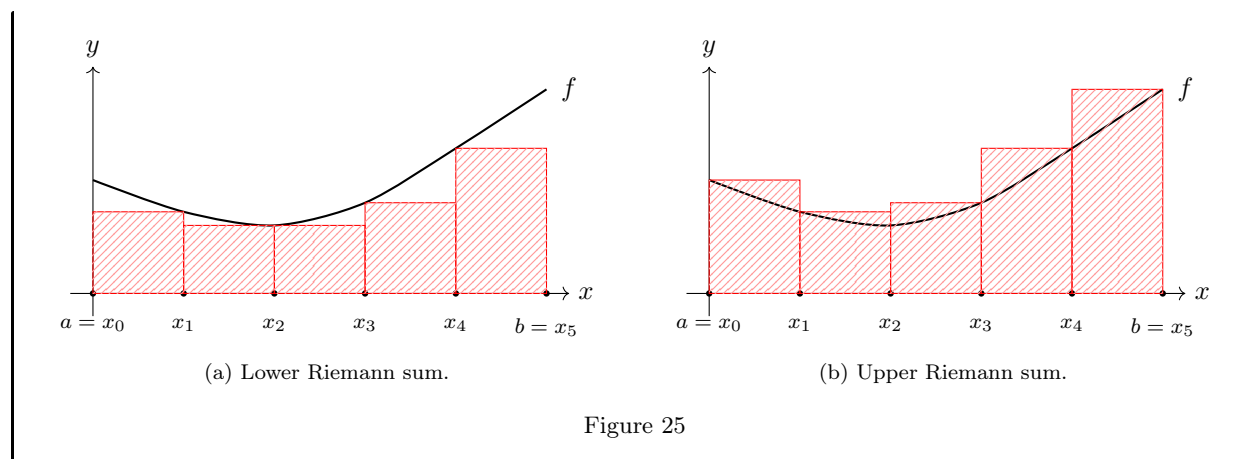 y
f
x
a = x₀ x₁ x₂ x₃ x₄ b = x₅
(a) Lower Riemann sum.
y
f
x
a = x₀ x₁ x₂ x₃ x₄ b = x₅
(b) Upper Riemann sum.
Figure 25